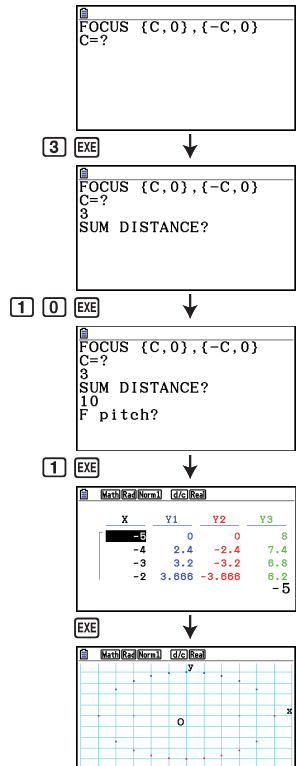 FOCUS {C,0},{-C,0}
C=?
3 EXE
FOCUS {C,0},{-C,0}
C=?
3
SUM DISTANCE?
1 0 EXE
FOCUS {C,0},{-C,0}
C=?
3
SUM DISTANCE?
10
F pitch?
1 EXE
Math Rad Norm1 d/c Real
X Y1 Y2 Y3
-5 0 0 8
-4 2.4 -2.4 7.4
-3 3.2 -3.2 6.8
-2 3.666 -3.666 6.2
-5
EXE
Math Rad Norm1 d/c Real
y
x
O